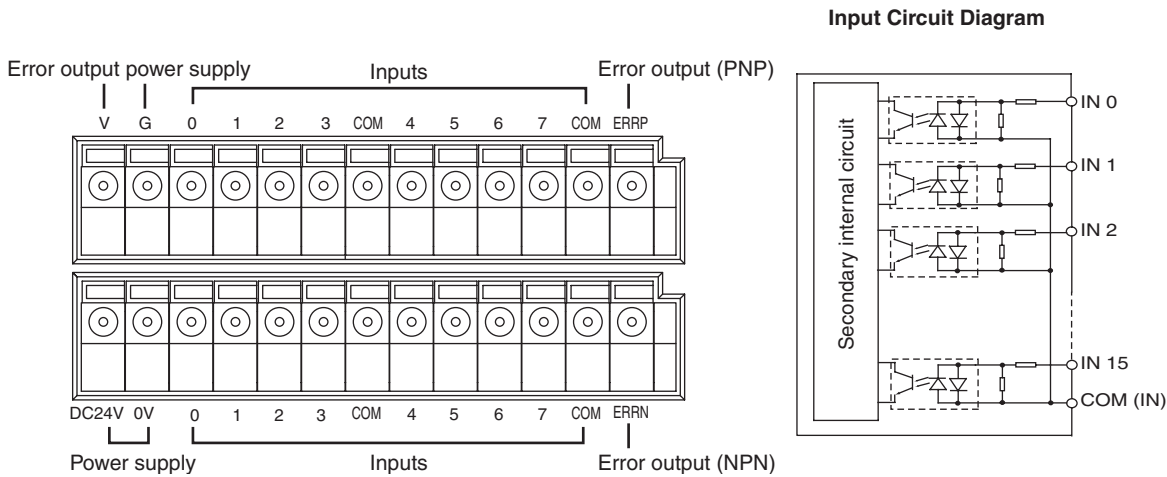 Input Circuit Diagram
Error output power supply
Inputs
Error output (PNP)
V G 0 1 2 3 COM 4 5 6 7 COM ERRP
DC24V 0V 0 1 2 3 COM 4 5 6 7 COM ERRN
Power supply
Inputs
Error output (NPN)
Secondary internal circuit
IN 0
IN 1
IN 2
IN 15
COM (IN)